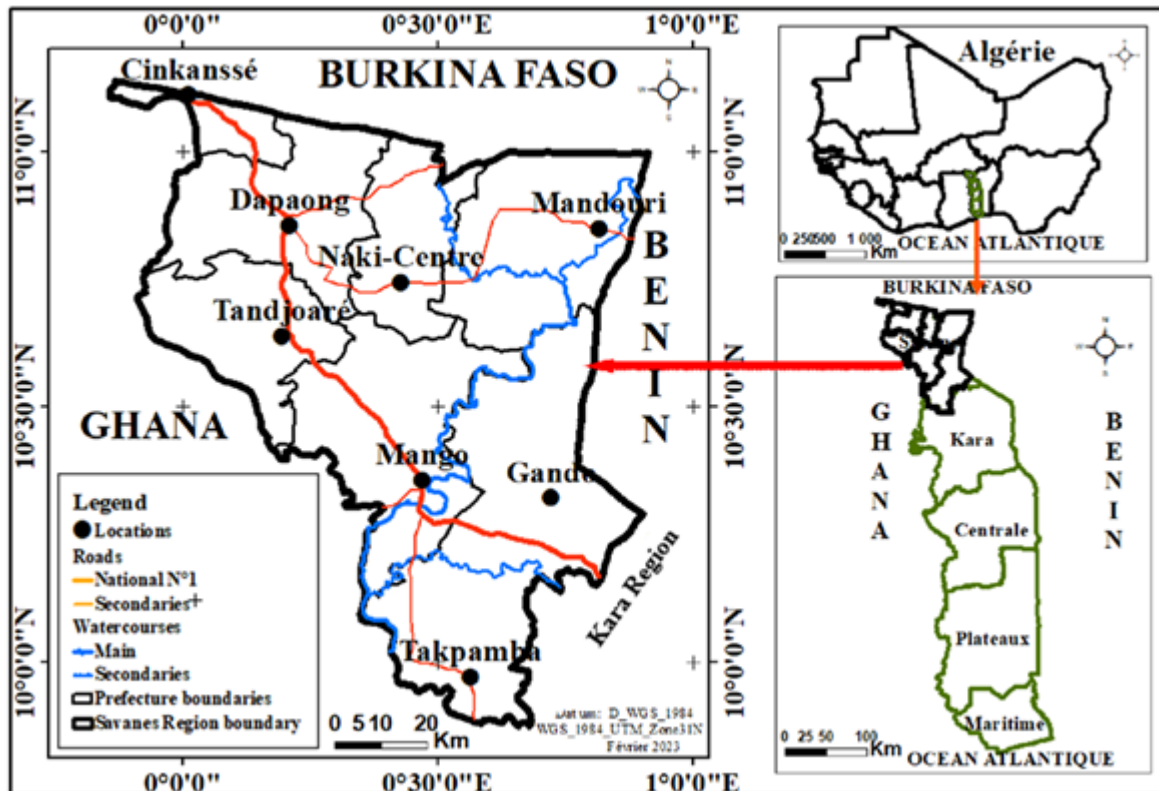 0°0'0" 0°30'0"E 1°0'0"E
Cinkanssé
BURKINA FASO
11°0'0"N
11°0'0"N
Dapaong
Mandouri
Naki-Centre
Tandjoaré
BENIN
10°30'0"N
10°30'0"N
GHANA
Mango
Gando
Kara Region
Takpamba
10°0'0"N
10°0'0"N
Legend
Locations
Roads
National N°1
Secondaries
Watercourses
Main
Secondaries
Prefecture boundaries
Savanes Region boundary
0 5 10 20
Km
Datum: D_WGS_1984
WGS_1984_UTM_Zone31N
Février 2023
0°0'0" 0°30'0"E 1°0'0"E
Algérie
N
0 250500 1 000
Km
OCEAN ATLANTIQUE
BURKINA FASO
S
GHANA
BENIN
Kara
Centrale
Plateaux
Maritime
0 25 50 100
Km
OCEAN ATLANTIQUE